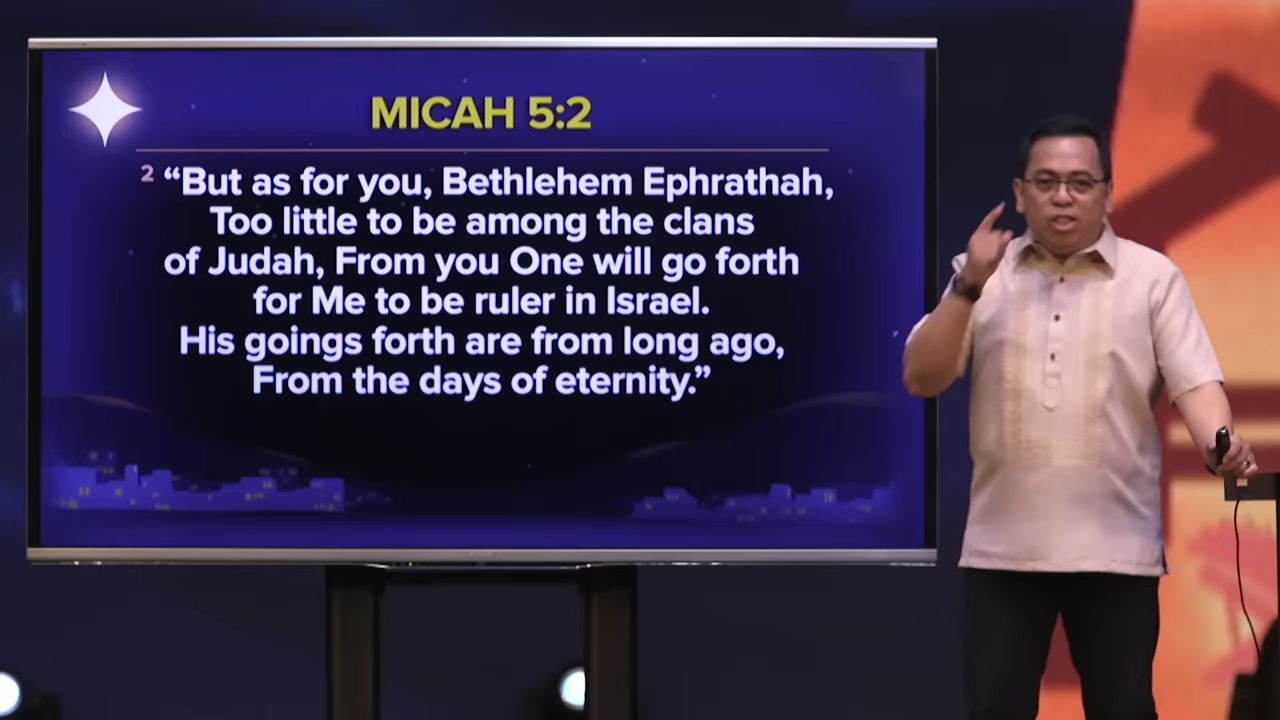 MICAH 5:2
2 “But as for you, Bethlehem Ephrathah,
Too little to be among the clans
of Judah, From you One will go forth
for Me to be ruler in Israel.
His goings forth are from long ago,
From the days of eternity.”